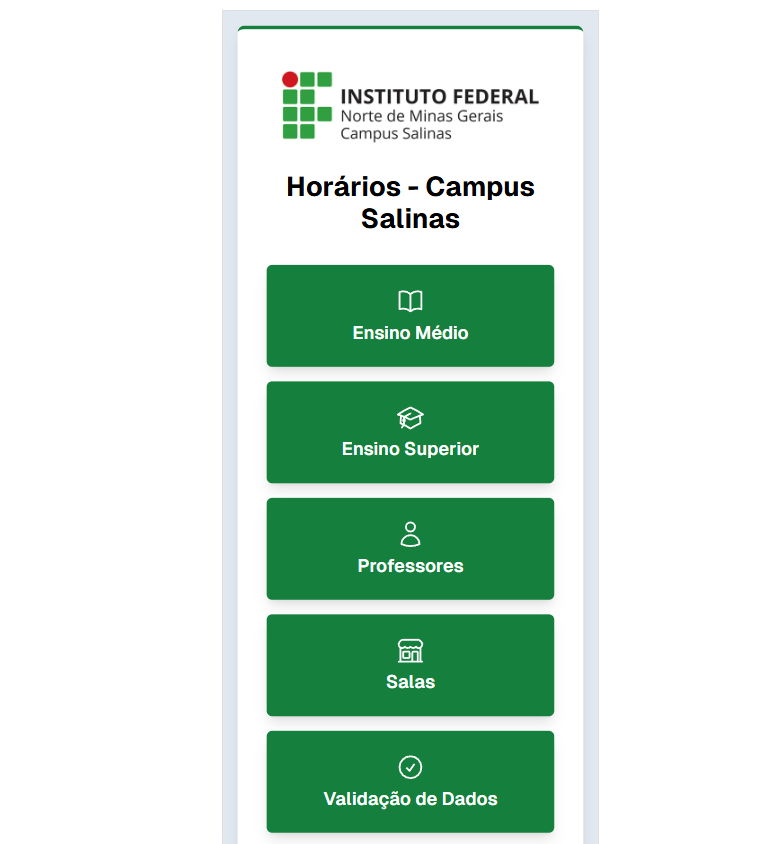 INSTITUTO FEDERAL
Norte de Minas Gerais
Campus Salinas
Horários - Campus
Salinas
Ensino Médio
Ensino Superior
Professores
Salas
Validação de Dados